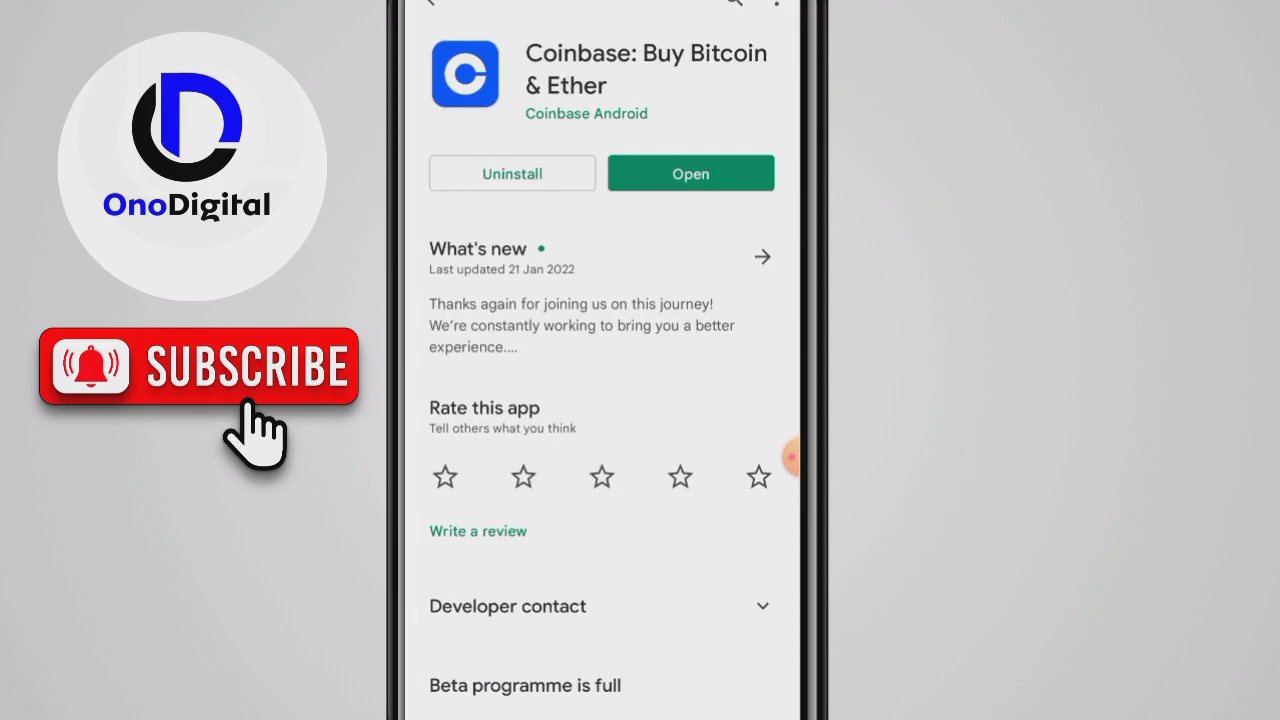 OnoDigital
SUBSCRIBE
Coinbase: Buy Bitcoin
& Ether
Coinbase Android
Uninstall
Open
What's new
Last updated 21 Jan 2022
Thanks again for joining us on this journey!
We're constantly working to bring you a better
experience....
Rate this app
Tell others what you think
Write a review
Developer contact
Beta programme is full